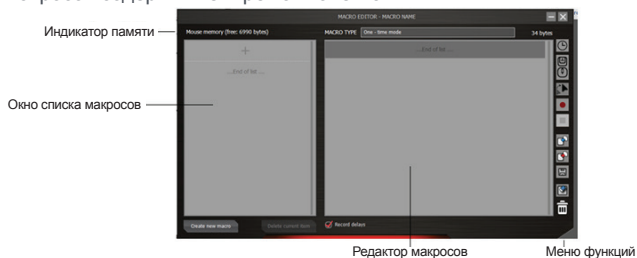 MACRO EDITOR - MACRO NAME
Индикатор памяти
Mouse memory (free: 6990 bytes)
MACRO TYPE
One - time mode
34 bytes
....End of list ....
....End of list ....
Окно списка макросов
Create new macro
Delete current item
Record delays
Редактор макросов
Меню функций